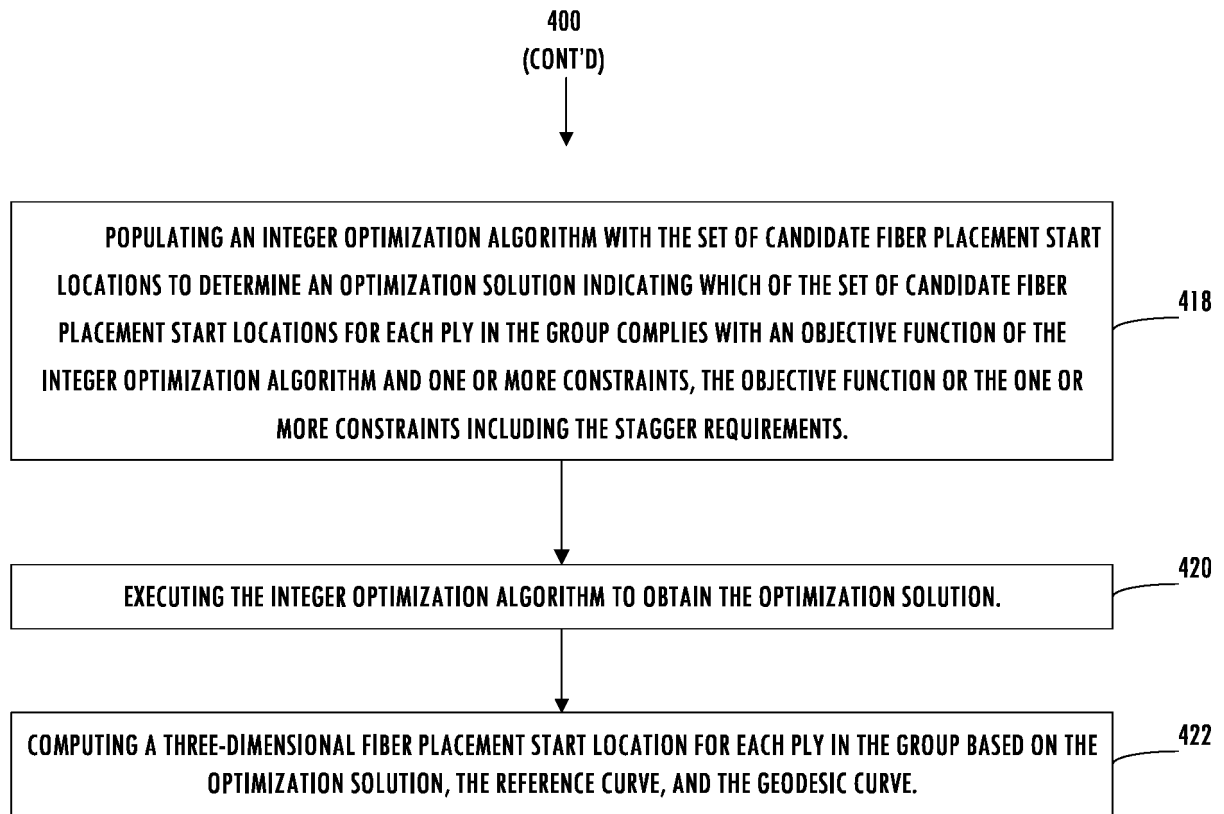 400
(CONT'D)
POPULATING AN INTEGER OPTIMIZATION ALGORITHM WITH THE SET OF CANDIDATE FIBER PLACEMENT START
LOCATIONS TO DETERMINE AN OPTIMIZATION SOLUTION INDICATING WHICH OF THE SET OF CANDIDATE FIBER
PLACEMENT START LOCATIONS FOR EACH PLY IN THE GROUP COMPLIES WITH AN OBJECTIVE FUNCTION OF THE
INTEGER OPTIMIZATION ALGORITHM AND ONE OR MORE CONSTRAINTS, THE OBJECTIVE FUNCTION OR THE ONE OR
MORE CONSTRAINTS INCLUDING THE STAGGER REQUIREMENTS.
418
EXECUTING THE INTEGER OPTIMIZATION ALGORITHM TO OBTAIN THE OPTIMIZATION SOLUTION.
420
COMPUTING A THREE-DIMENSIONAL FIBER PLACEMENT START LOCATION FOR EACH PLY IN THE GROUP BASED ON THE
OPTIMIZATION SOLUTION, THE REFERENCE CURVE, AND THE GEODESIC CURVE.
422